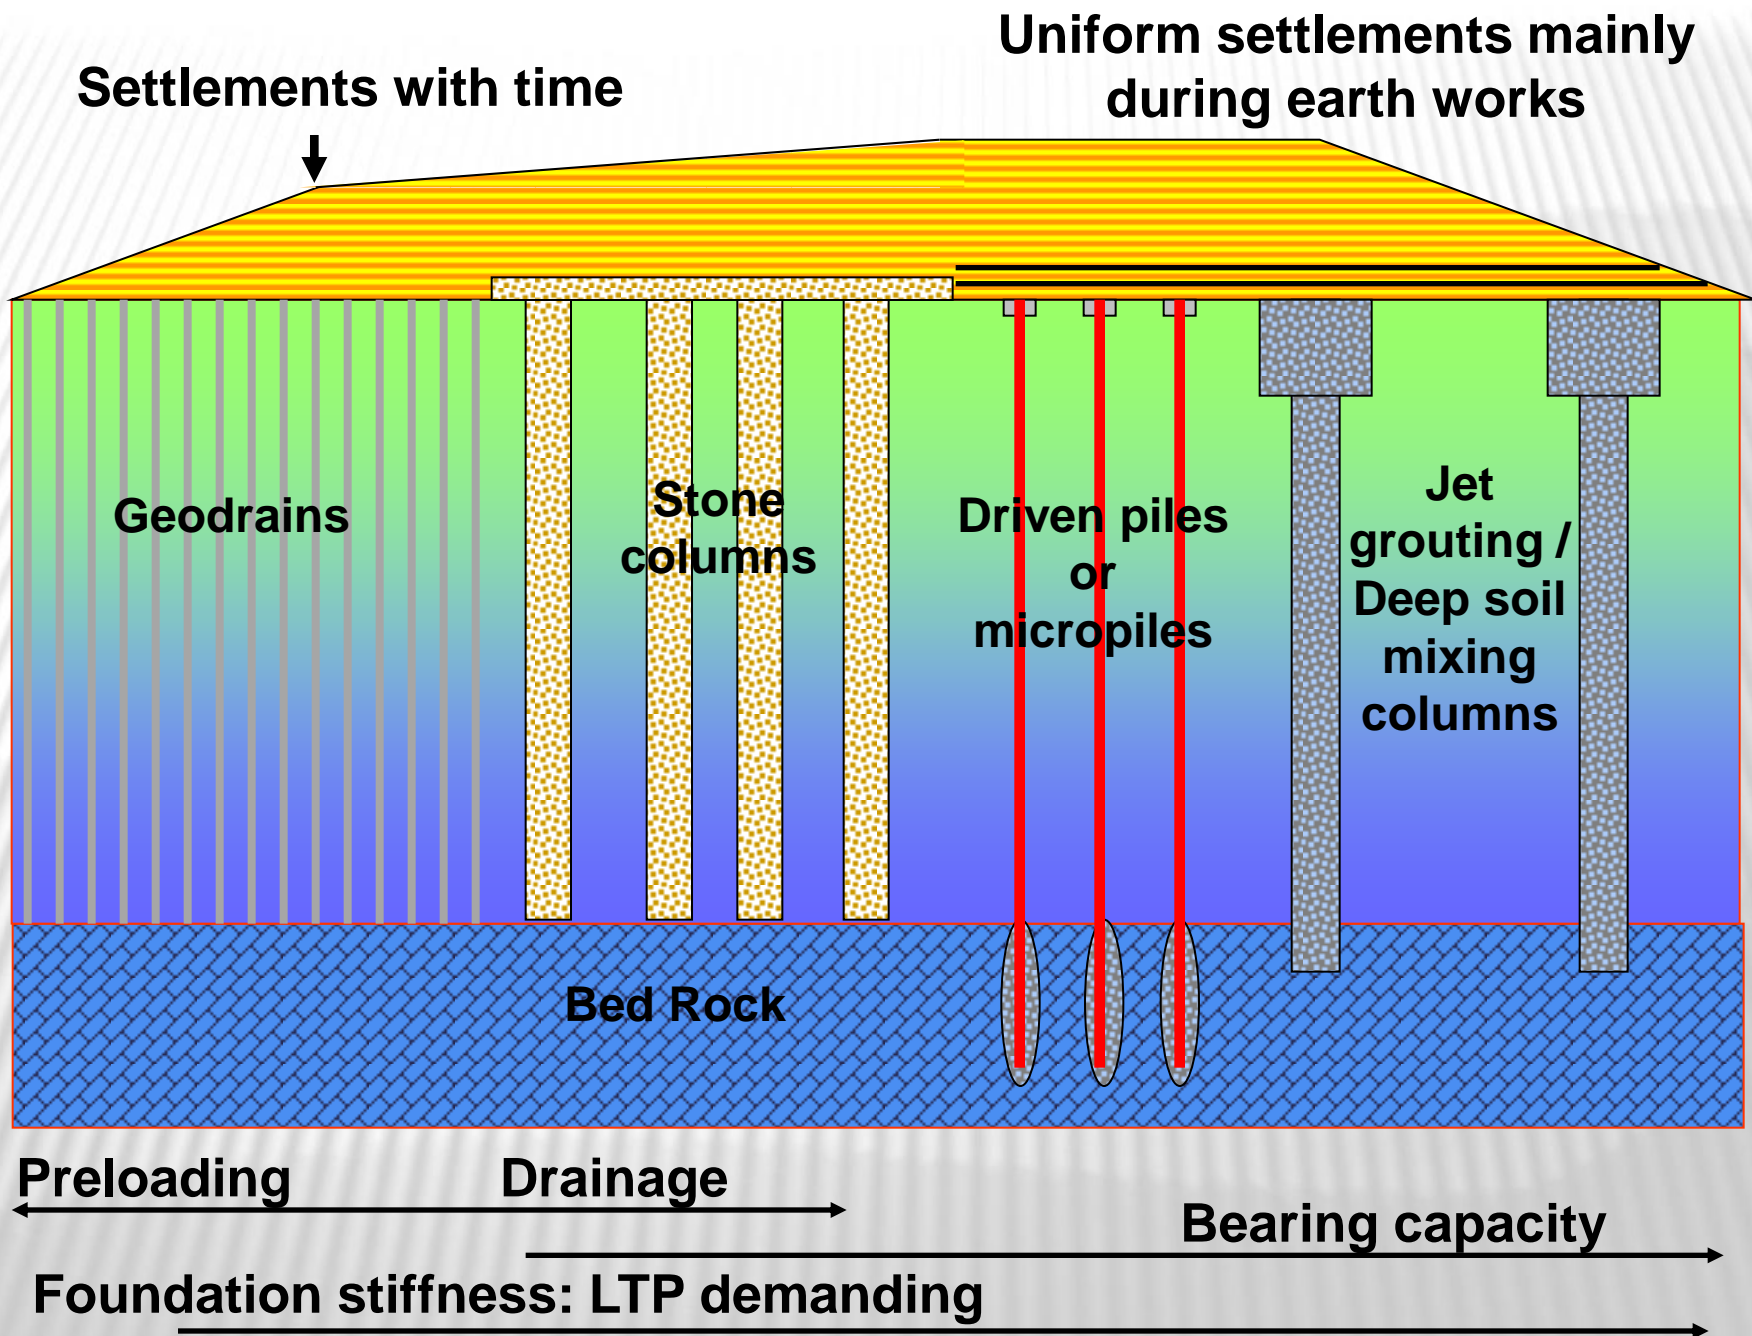 Uniform settlements mainly
during earth works
Settlements with time
Geodrains
Stone
columns
Driven piles
or
micropiles
Jet
grouting /
Deep soil
mixing
columns
Bed Rock
Preloading
Drainage
Bearing capacity
Foundation stiffness: LTP demanding